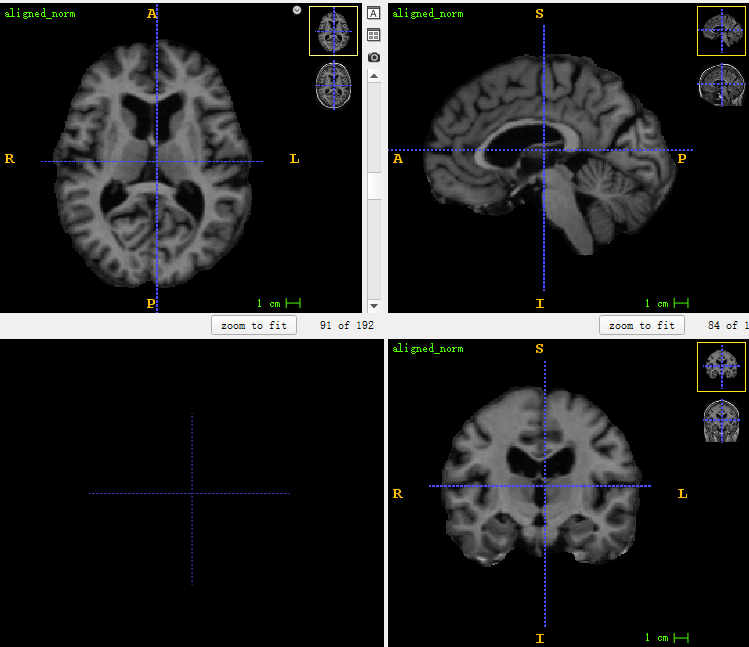 aligned_norm
A
A
R
L
P
1 cm
zoom to fit
91 of 192
aligned_norm
S
A
P
I
1 cm
zoom to fit
84 of 1
aligned_norm
S
R
L
I
1 cm